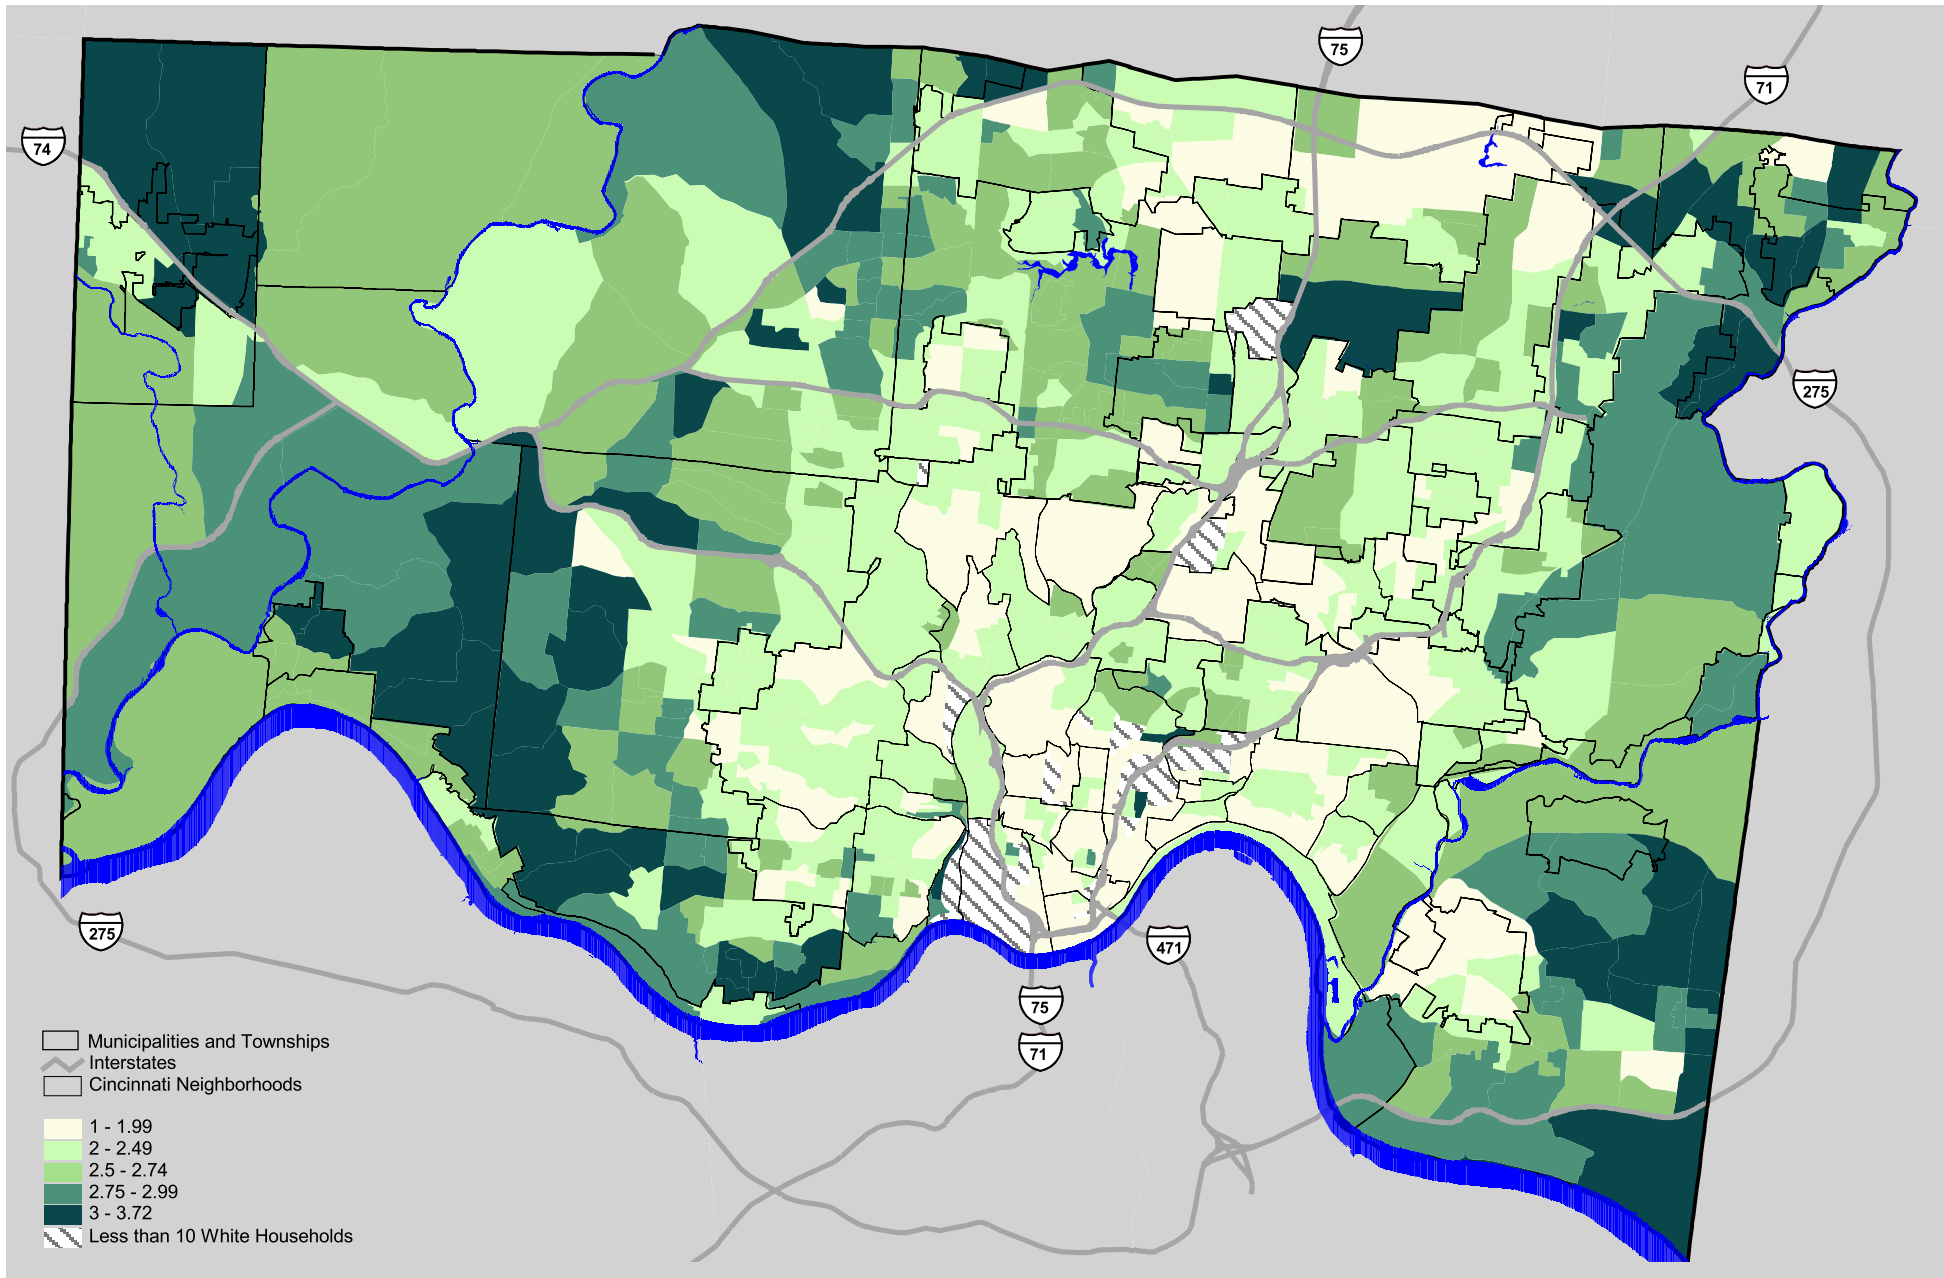 75
71
74
275
275
471
75
71
Municipalities and Townships
Interstates
Cincinnati Neighborhoods
1 - 1.99
2 - 2.49
2.5 - 2.74
2.75 - 2.99
3 - 3.72
Less than 10 White Households